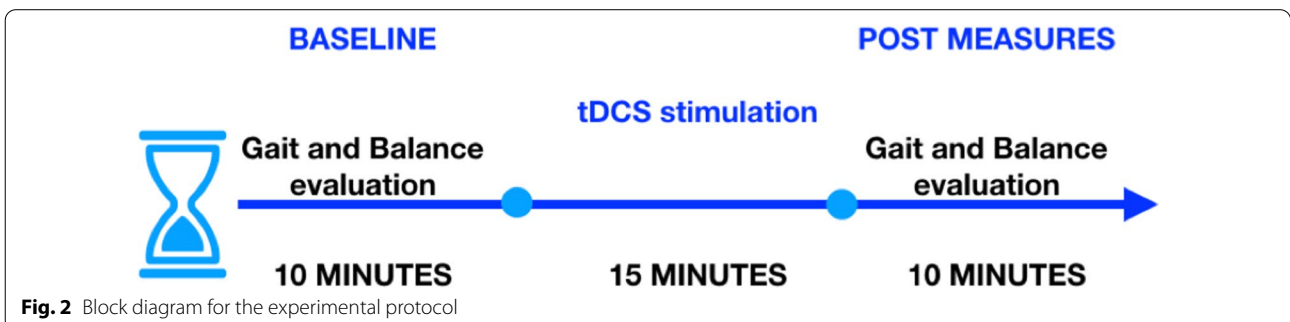 BASELINE
POST MEASURES
tDCS stimulation
Gait and Balance
evaluation
Gait and Balance
evaluation
10 MINUTES
15 MINUTES
10 MINUTES
Fig. 2 Block diagram for the experimental protocol